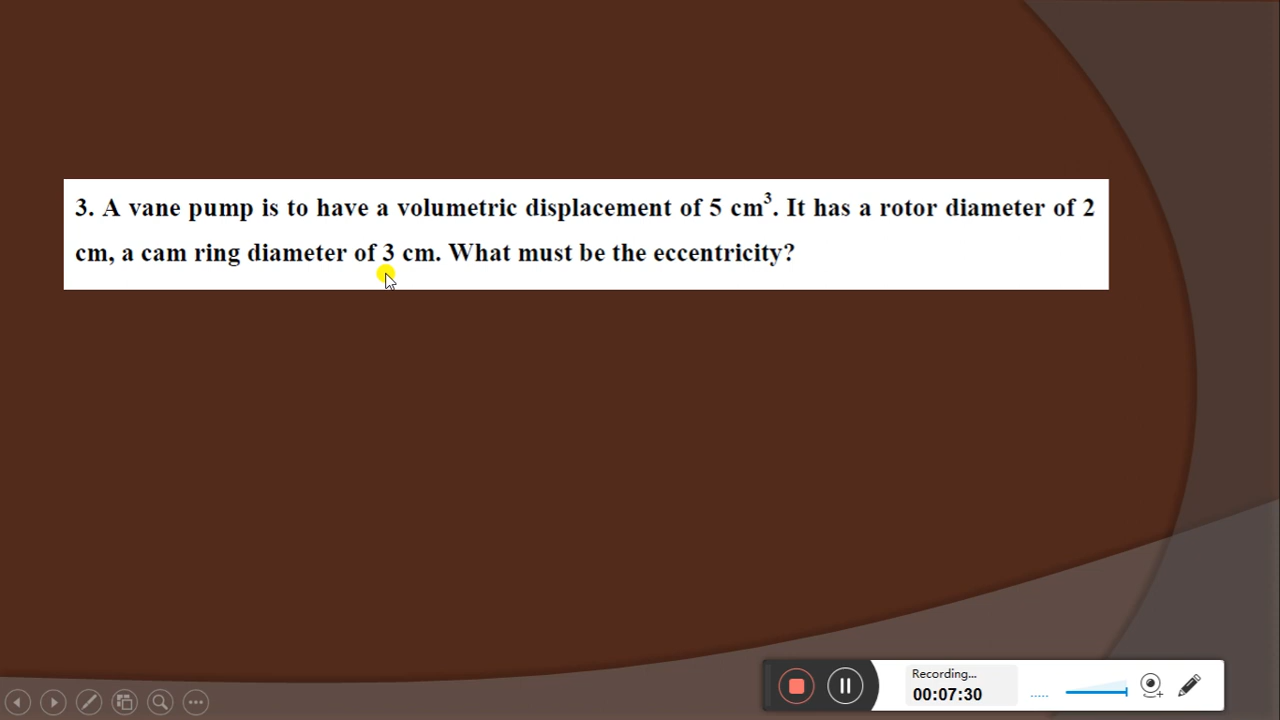 3. A vane pump is to have a volumetric displacement of 5 cm³. It has a rotor diameter of 2
cm, a cam ring diameter of 3 cm. What must be the eccentricity?
Recording...
00:07:30